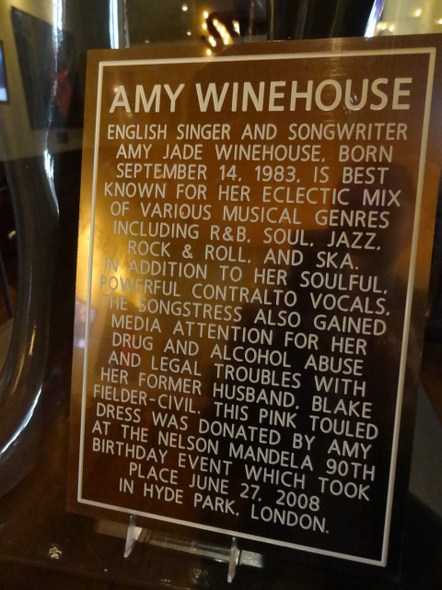 AMY WINEHOUSE
ENGLISH SINGER AND SONGWRITER
AMY JADE WINEHOUSE, BORN
SEPTEMBER 14, 1983, IS BEST
KNOWN FOR HER ECLECTIC MIX
OF VARIOUS MUSICAL GENRES
INCLUDING R&B, SOUL, JAZZ,
ROCK & ROLL, AND SKA.
IN ADDITION TO HER SOULFUL,
POWERFUL CONTRALTO VOCALS,
THE SONGSTRESS ALSO GAINED
MEDIA ATTENTION FOR HER
DRUG AND ALCOHOL ABUSE
AND LEGAL TROUBLES WITH
HER FORMER HUSBAND, BLAKE
FIELDER-CIVIL. THIS PINK TOULED
DRESS WAS DONATED BY AMY
AT THE NELSON MANDELA 90TH
BIRTHDAY EVENT WHICH TOOK
PLACE JUNE 27, 2008
IN HYDE PARK, LONDON.